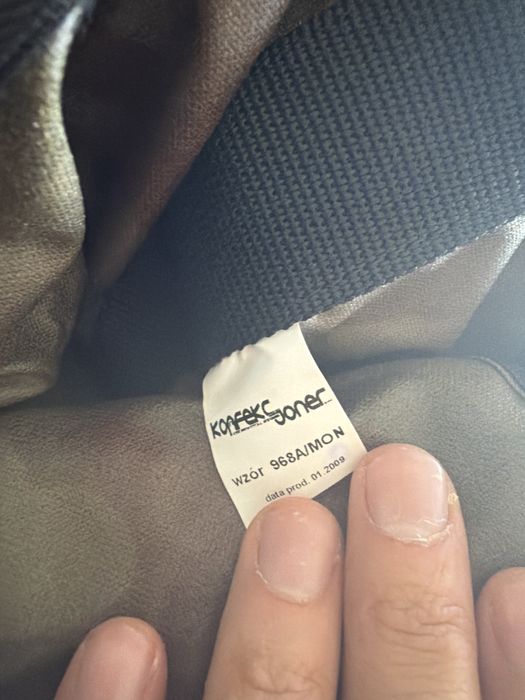 KONFEKCJONER
wzór 968A/MON
data prod. 01.2009